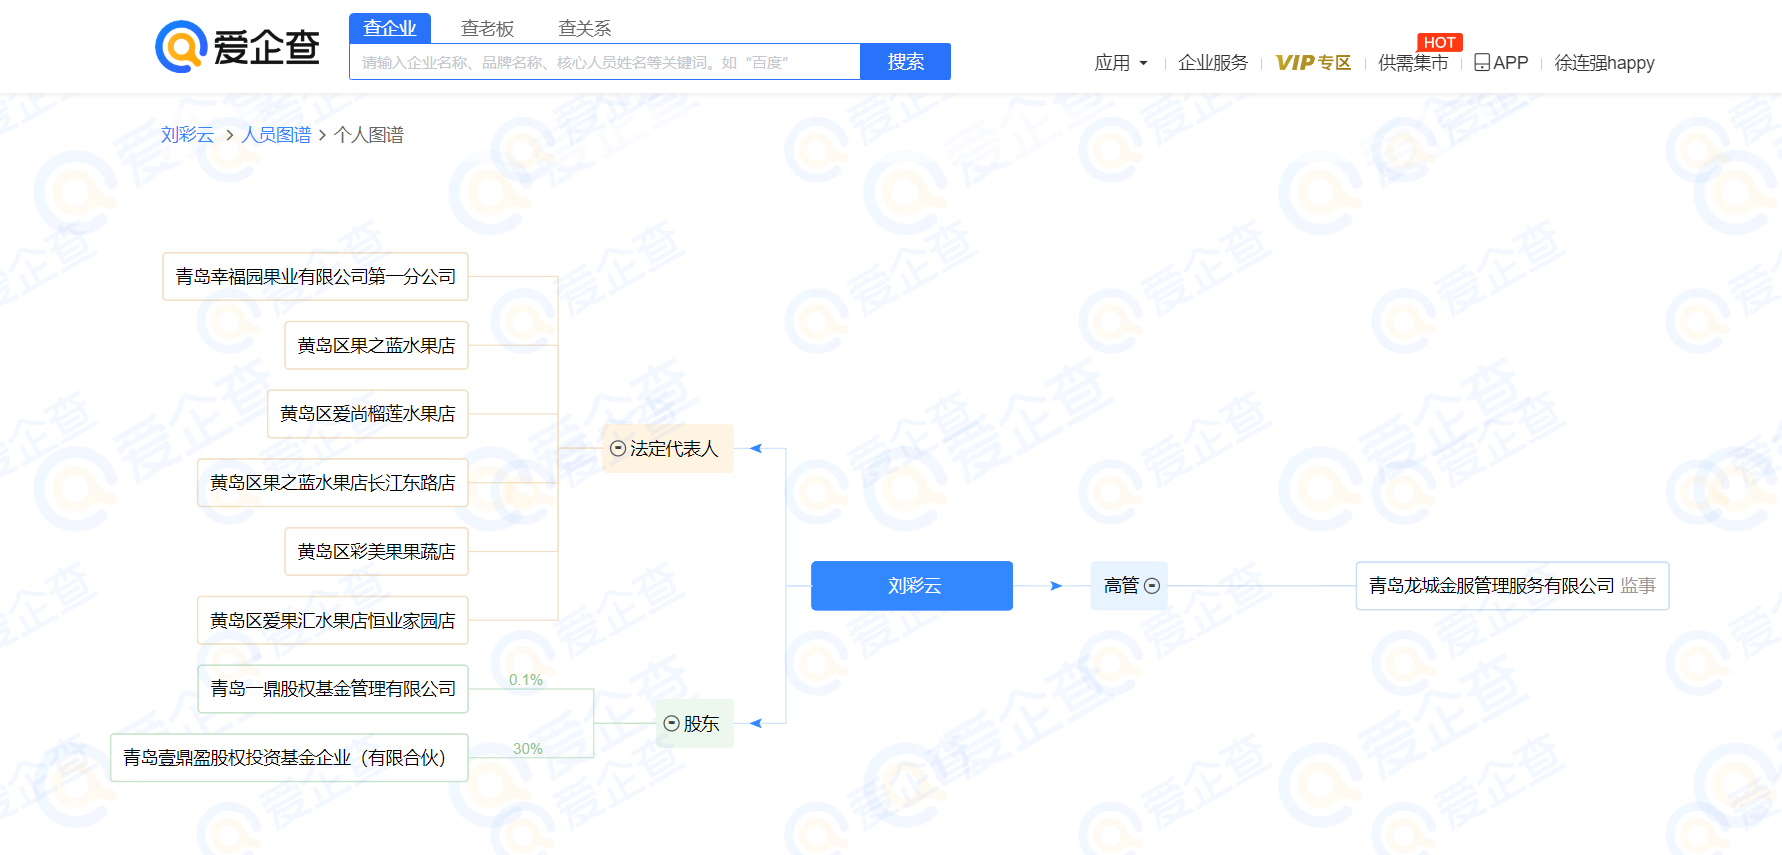 爱企查
查企业 查老板 查关系
请输入企业名称、品牌名称、核心人员姓名等关键词。如“百度” 搜索
应用 企业服务 VIP专区 供需集市 HOT APP 徐连强happy
刘彩云 > 人员图谱 > 个人图谱
青岛幸福园果业有限公司第一分公司
黄岛区果之蓝水果店
黄岛区爱尚榴莲水果店
法定代表人
黄岛区果之蓝水果店长江东路店
黄岛区彩美果果蔬店
刘彩云 高管 青岛龙城金服管理服务有限公司 监事
黄岛区爱果汇水果店恒业家园店
青岛一鼎股权基金管理有限公司 0.1%
股东
青岛壹鼎盈股权投资基金企业（有限合伙） 30%